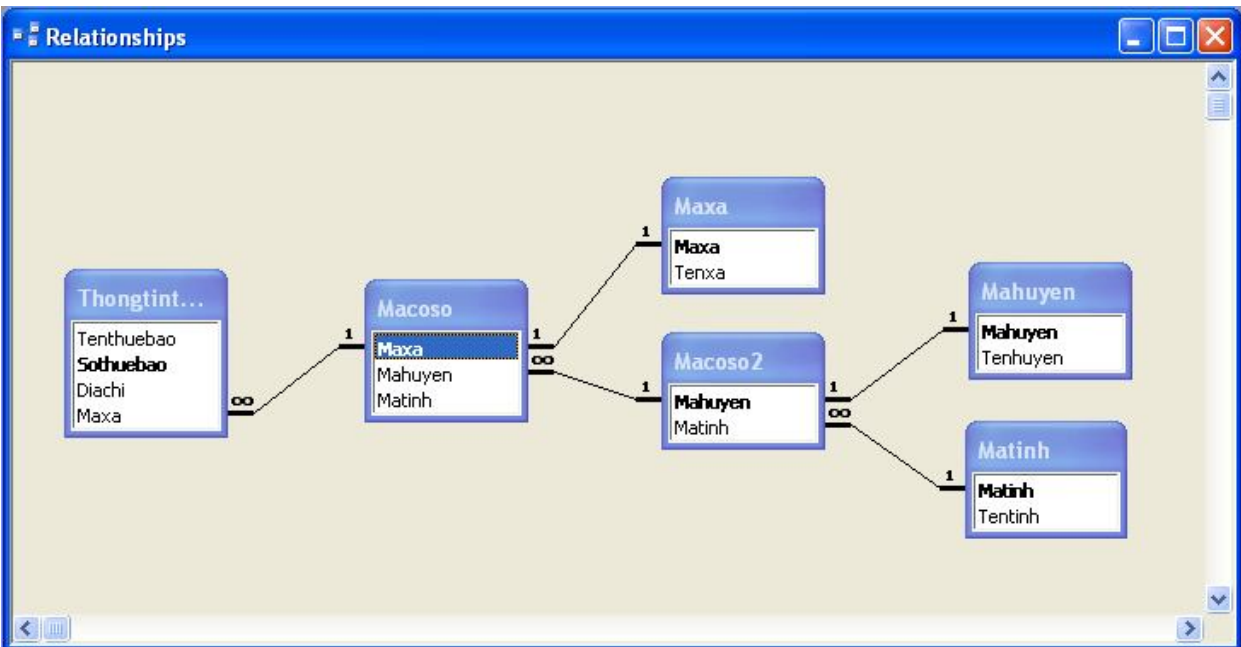 Relationships
Thongtint...
Tenthuebao
Sothuebao
Diachi
Maxa
∞
1
Macoso
Maxa
Mahuyen
Matinh
1
∞
1
Maxa
Maxa
Tenxa
1
Macoso2
Mahuyen
Matinh
1
∞
1
Mahuyen
Mahuyen
Tenhuyen
1
Matinh
Matinh
Tentinh